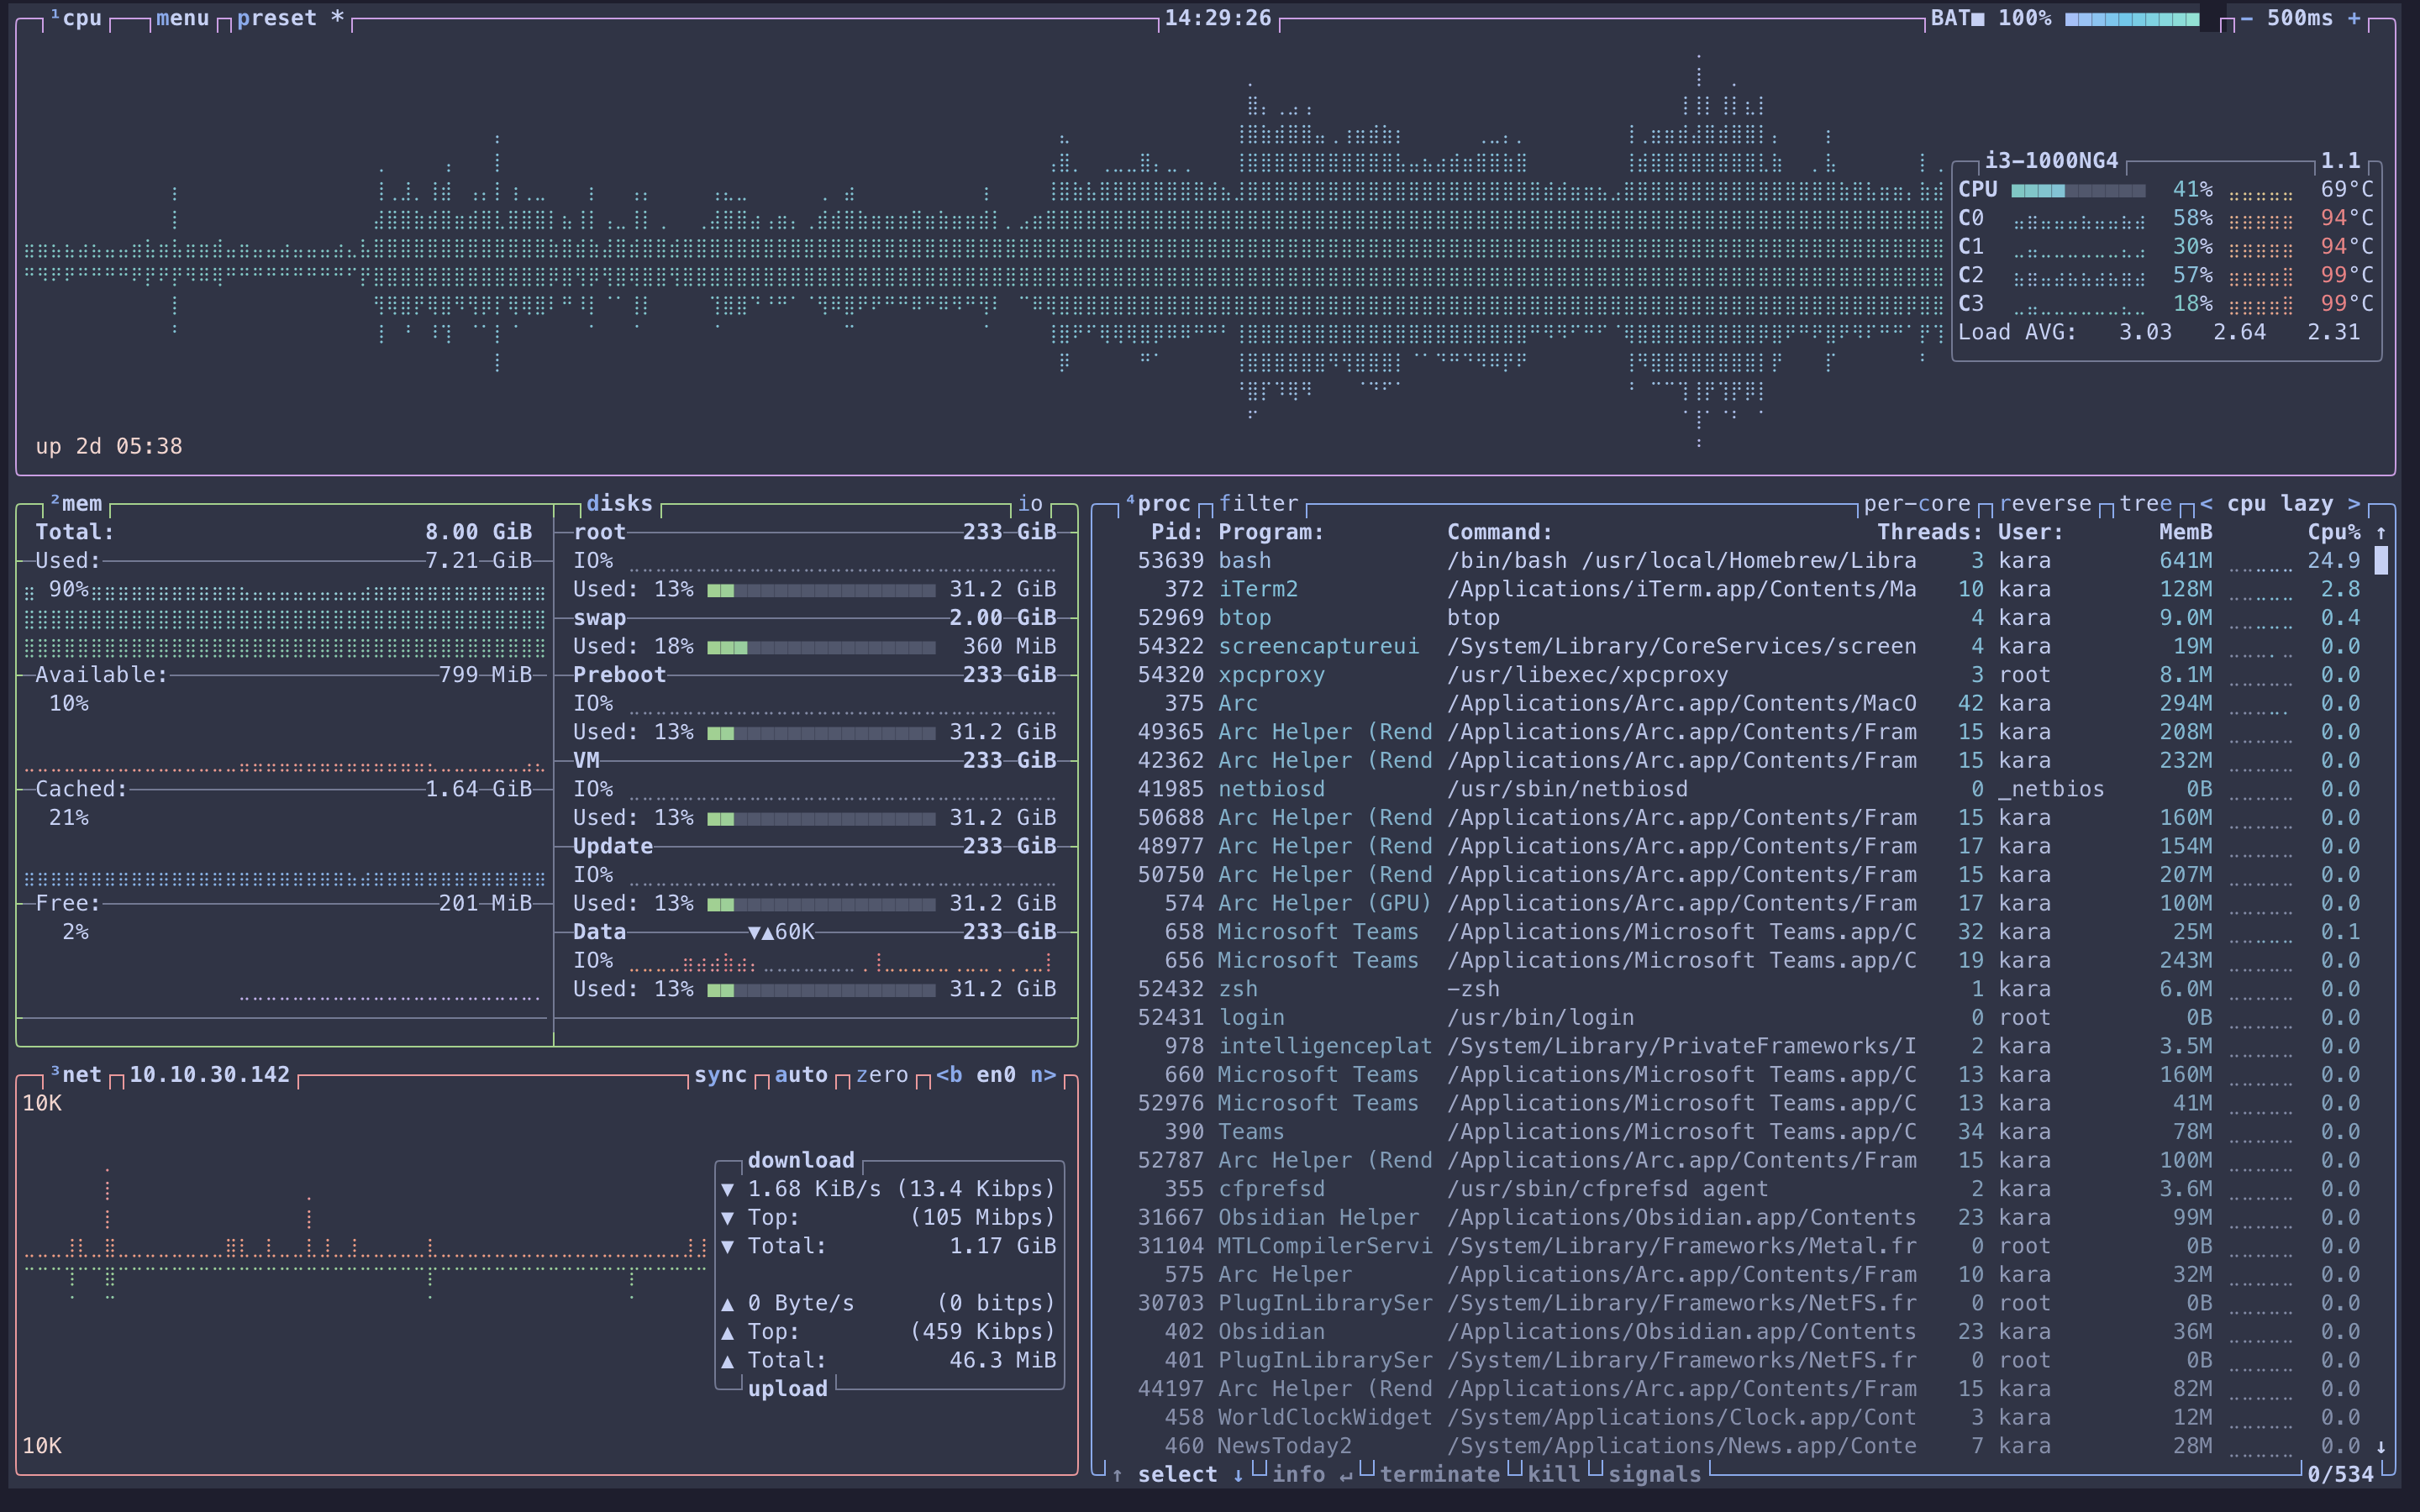 ¹cpu menu preset * 14:29:26 BAT■ 100% - 500ms +
i3-1000NG4 1.1
CPU 41% 69°C
C0 58% 94°C
C1 30% 94°C
C2 57% 99°C
C3 18% 99°C
Load AVG: 3.03 2.64 2.31
up 2d 05:38
²mem
Total: 8.00 GiB
Used: 7.21 GiB
90%
Available: 799 MiB
10%
Cached: 1.64 GiB
21%
Free: 201 MiB
2%
disks io
root 233 GiB
IO%
Used: 13% 31.2 GiB
swap 2.00 GiB
Used: 18% 360 MiB
Preboot 233 GiB
IO%
Used: 13% 31.2 GiB
VM 233 GiB
IO%
Used: 13% 31.2 GiB
Update 233 GiB
IO%
Used: 13% 31.2 GiB
Data ▼▲60K 233 GiB
IO%
Used: 13% 31.2 GiB
³net 10.10.30.142 sync auto zero <b en0 n>
10K
download
▼ 1.68 KiB/s (13.4 Kibps)
▼ Top: (105 Mibps)
▼ Total: 1.17 GiB
▲ 0 Byte/s (0 bitps)
▲ Top: (459 Kibps)
▲ Total: 46.3 MiB
upload
10K
⁴proc filter per-core reverse tree < cpu lazy >
Pid: Program: Command: Threads: User: MemB Cpu% ↑
53639 bash /bin/bash /usr/local/Homebrew/Libra 3 kara 641M 24.9
372 iTerm2 /Applications/iTerm.app/Contents/Ma 10 kara 128M 2.8
52969 btop btop 4 kara 9.0M 0.4
54322 screencaptureui /System/Library/CoreServices/screen 4 kara 19M 0.0
54320 xpcproxy /usr/libexec/xpcproxy 3 root 8.1M 0.0
375 Arc /Applications/Arc.app/Contents/MacO 42 kara 294M 0.0
49365 Arc Helper (Rend /Applications/Arc.app/Contents/Fram 15 kara 208M 0.0
42362 Arc Helper (Rend /Applications/Arc.app/Contents/Fram 15 kara 232M 0.0
41985 netbiosd /usr/sbin/netbiosd 0 _netbios 0B 0.0
50688 Arc Helper (Rend /Applications/Arc.app/Contents/Fram 15 kara 160M 0.0
48977 Arc Helper (Rend /Applications/Arc.app/Contents/Fram 17 kara 154M 0.0
50750 Arc Helper (Rend /Applications/Arc.app/Contents/Fram 15 kara 207M 0.0
574 Arc Helper (GPU) /Applications/Arc.app/Contents/Fram 17 kara 100M 0.0
658 Microsoft Teams /Applications/Microsoft Teams.app/C 32 kara 25M 0.1
656 Microsoft Teams /Applications/Microsoft Teams.app/C 19 kara 243M 0.0
52432 zsh -zsh 1 kara 6.0M 0.0
52431 login /usr/bin/login 0 root 0B 0.0
978 intelligenceplat /System/Library/PrivateFrameworks/I 2 kara 3.5M 0.0
660 Microsoft Teams /Applications/Microsoft Teams.app/C 13 kara 160M 0.0
52976 Microsoft Teams /Applications/Microsoft Teams.app/C 13 kara 41M 0.0
390 Teams /Applications/Microsoft Teams.app/C 34 kara 78M 0.0
52787 Arc Helper (Rend /Applications/Arc.app/Contents/Fram 15 kara 100M 0.0
355 cfprefsd /usr/sbin/cfprefsd agent 2 kara 3.6M 0.0
31667 Obsidian Helper /Applications/Obsidian.app/Contents 23 kara 99M 0.0
31104 MTLCompilerServi /System/Library/Frameworks/Metal.fr 0 root 0B 0.0
575 Arc Helper /Applications/Arc.app/Contents/Fram 10 kara 32M 0.0
30703 PlugInLibrarySer /System/Library/Frameworks/NetFS.fr 0 root 0B 0.0
402 Obsidian /Applications/Obsidian.app/Contents 23 kara 36M 0.0
401 PlugInLibrarySer /System/Library/Frameworks/NetFS.fr 0 root 0B 0.0
44197 Arc Helper (Rend /Applications/Arc.app/Contents/Fram 15 kara 82M 0.0
458 WorldClockWidget /System/Applications/Clock.app/Cont 3 kara 12M 0.0
460 NewsToday2 /System/Applications/News.app/Conte 7 kara 28M 0.0 ↓
↑ select ↓ info ↵ terminate kill signals 0/534